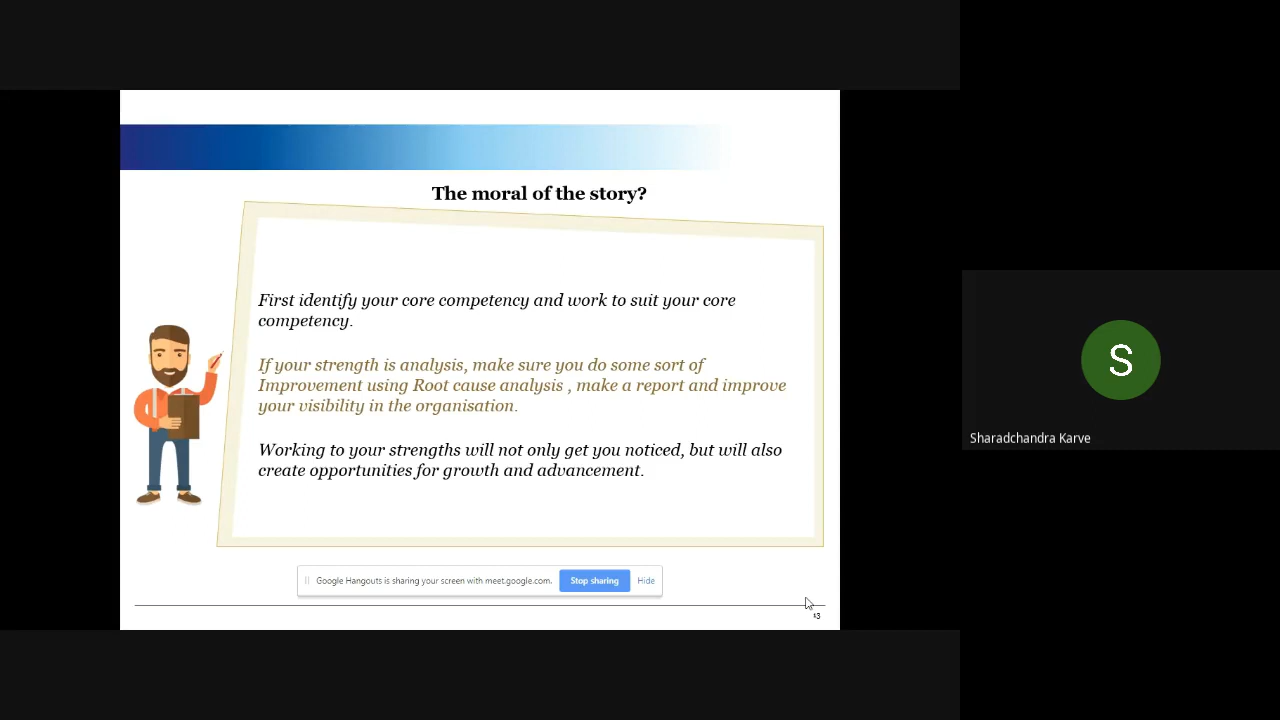 The moral of the story?
First identify your core competency and work to suit your core
competency.
If your strength is analysis, make sure you do some sort of
Improvement using Root cause analysis , make a report and improve
your visibility in the organisation.
Working to your strengths will not only get you noticed, but will also
create opportunities for growth and advancement.
Google Hangouts is sharing your screen with meet.google.com.
Stop sharing
Hide
S
Sharadchandra Karve